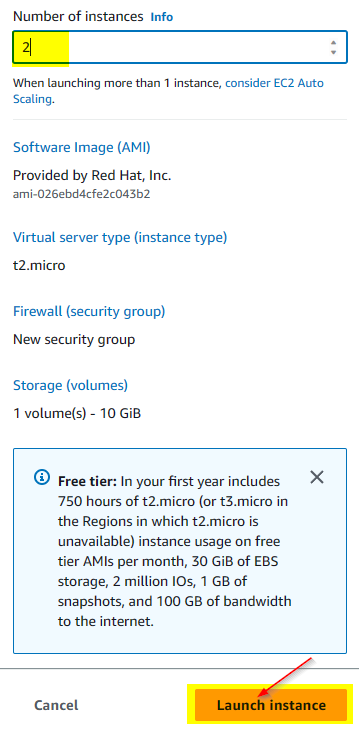 Number of instances Info
2
When launching more than 1 instance, consider EC2 Auto
Scaling.
Software Image (AMI)
Provided by Red Hat, Inc.
ami-026ebd4cfe2c043b2
Virtual server type (instance type)
t2.micro
Firewall (security group)
New security group
Storage (volumes)
1 volume(s) - 10 GiB
Free tier: In your first year includes
750 hours of t2.micro (or t3.micro in
the Regions in which t2.micro is
unavailable) instance usage on free
tier AMIs per month, 30 GiB of EBS
storage, 2 million IOs, 1 GB of
snapshots, and 100 GB of bandwidth
to the internet.
Cancel
Launch instance